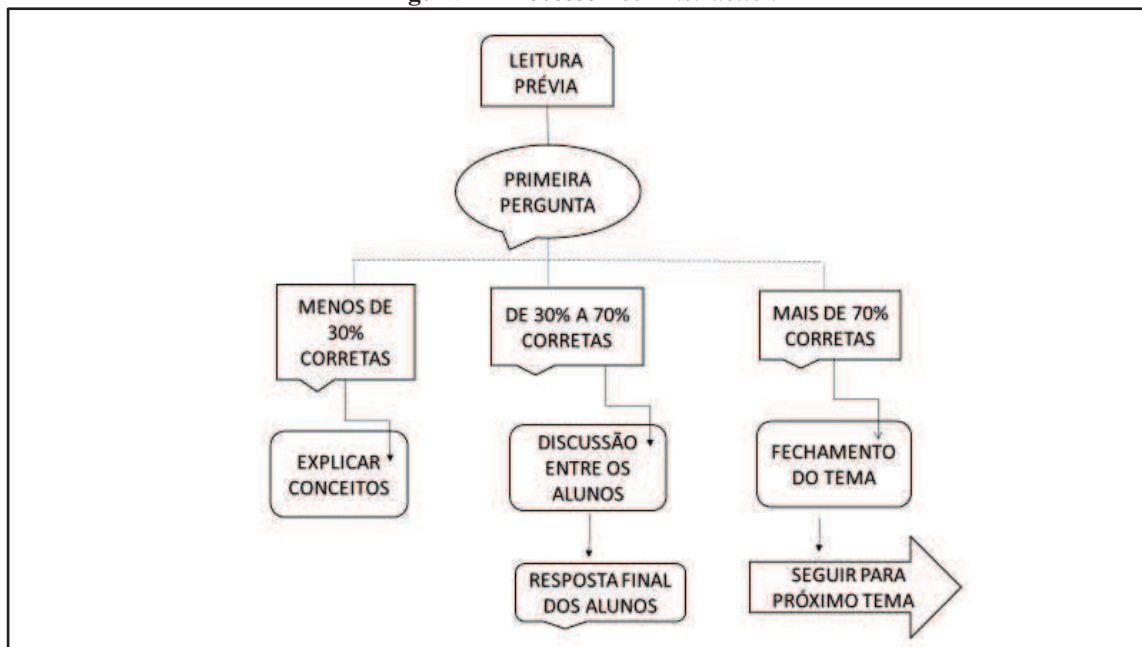 LEITURA
PRÉVIA
PRIMEIRA
PERGUNTA
MENOS DE
30%
CORRETAS
DE 30% A 70%
CORRETAS
MAIS DE 70%
CORRETAS
EXPLICAR
CONCEITOS
DISCUSSÃO
ENTRE OS
ALUNOS
FECHAMENTO
DO TEMA
RESPOSTA FINAL
DOS ALUNOS
SEGUIR PARA
PRÓXIMO TEMA